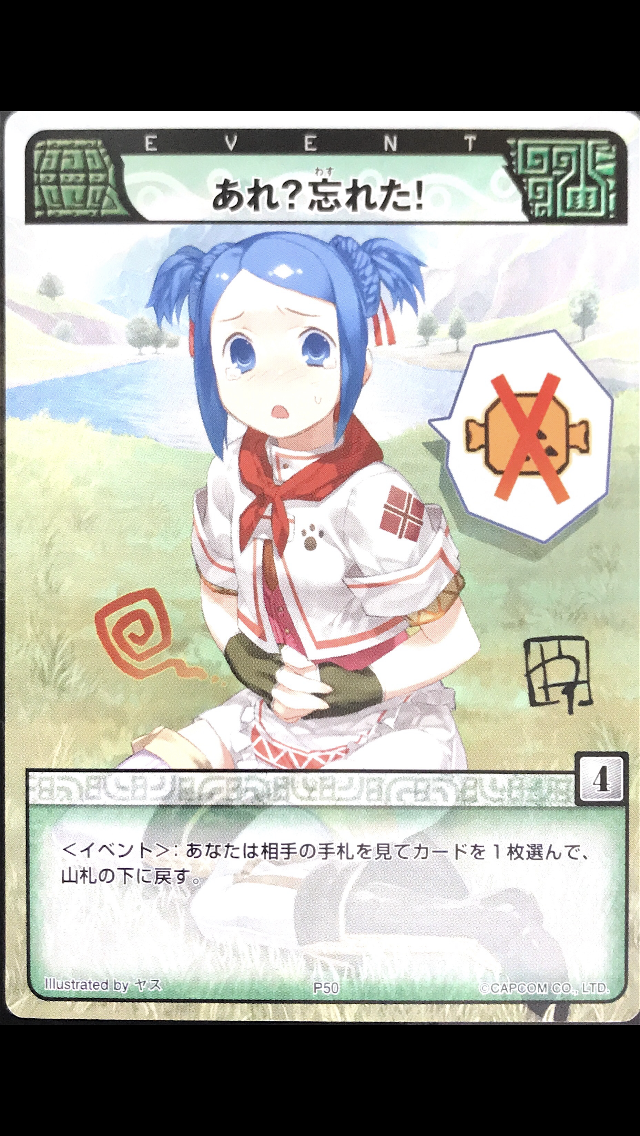 EVENT
わす
あれ?忘れた!
4
<イベント>:あなたは相手の手札を見てカードを1枚選んで、
山札の下に戻す。
Illustrated by ヤス
P50
©CAPCOM CO., LTD.